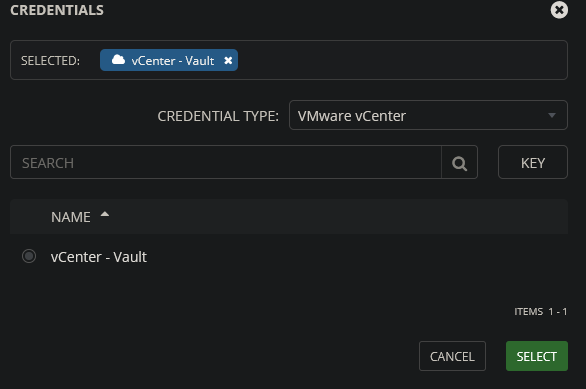 CREDENTIALS
SELECTED: vCenter - Vault
CREDENTIAL TYPE: VMware vCenter
SEARCH KEY
NAME
vCenter - Vault
ITEMS 1 - 1
CANCEL SELECT